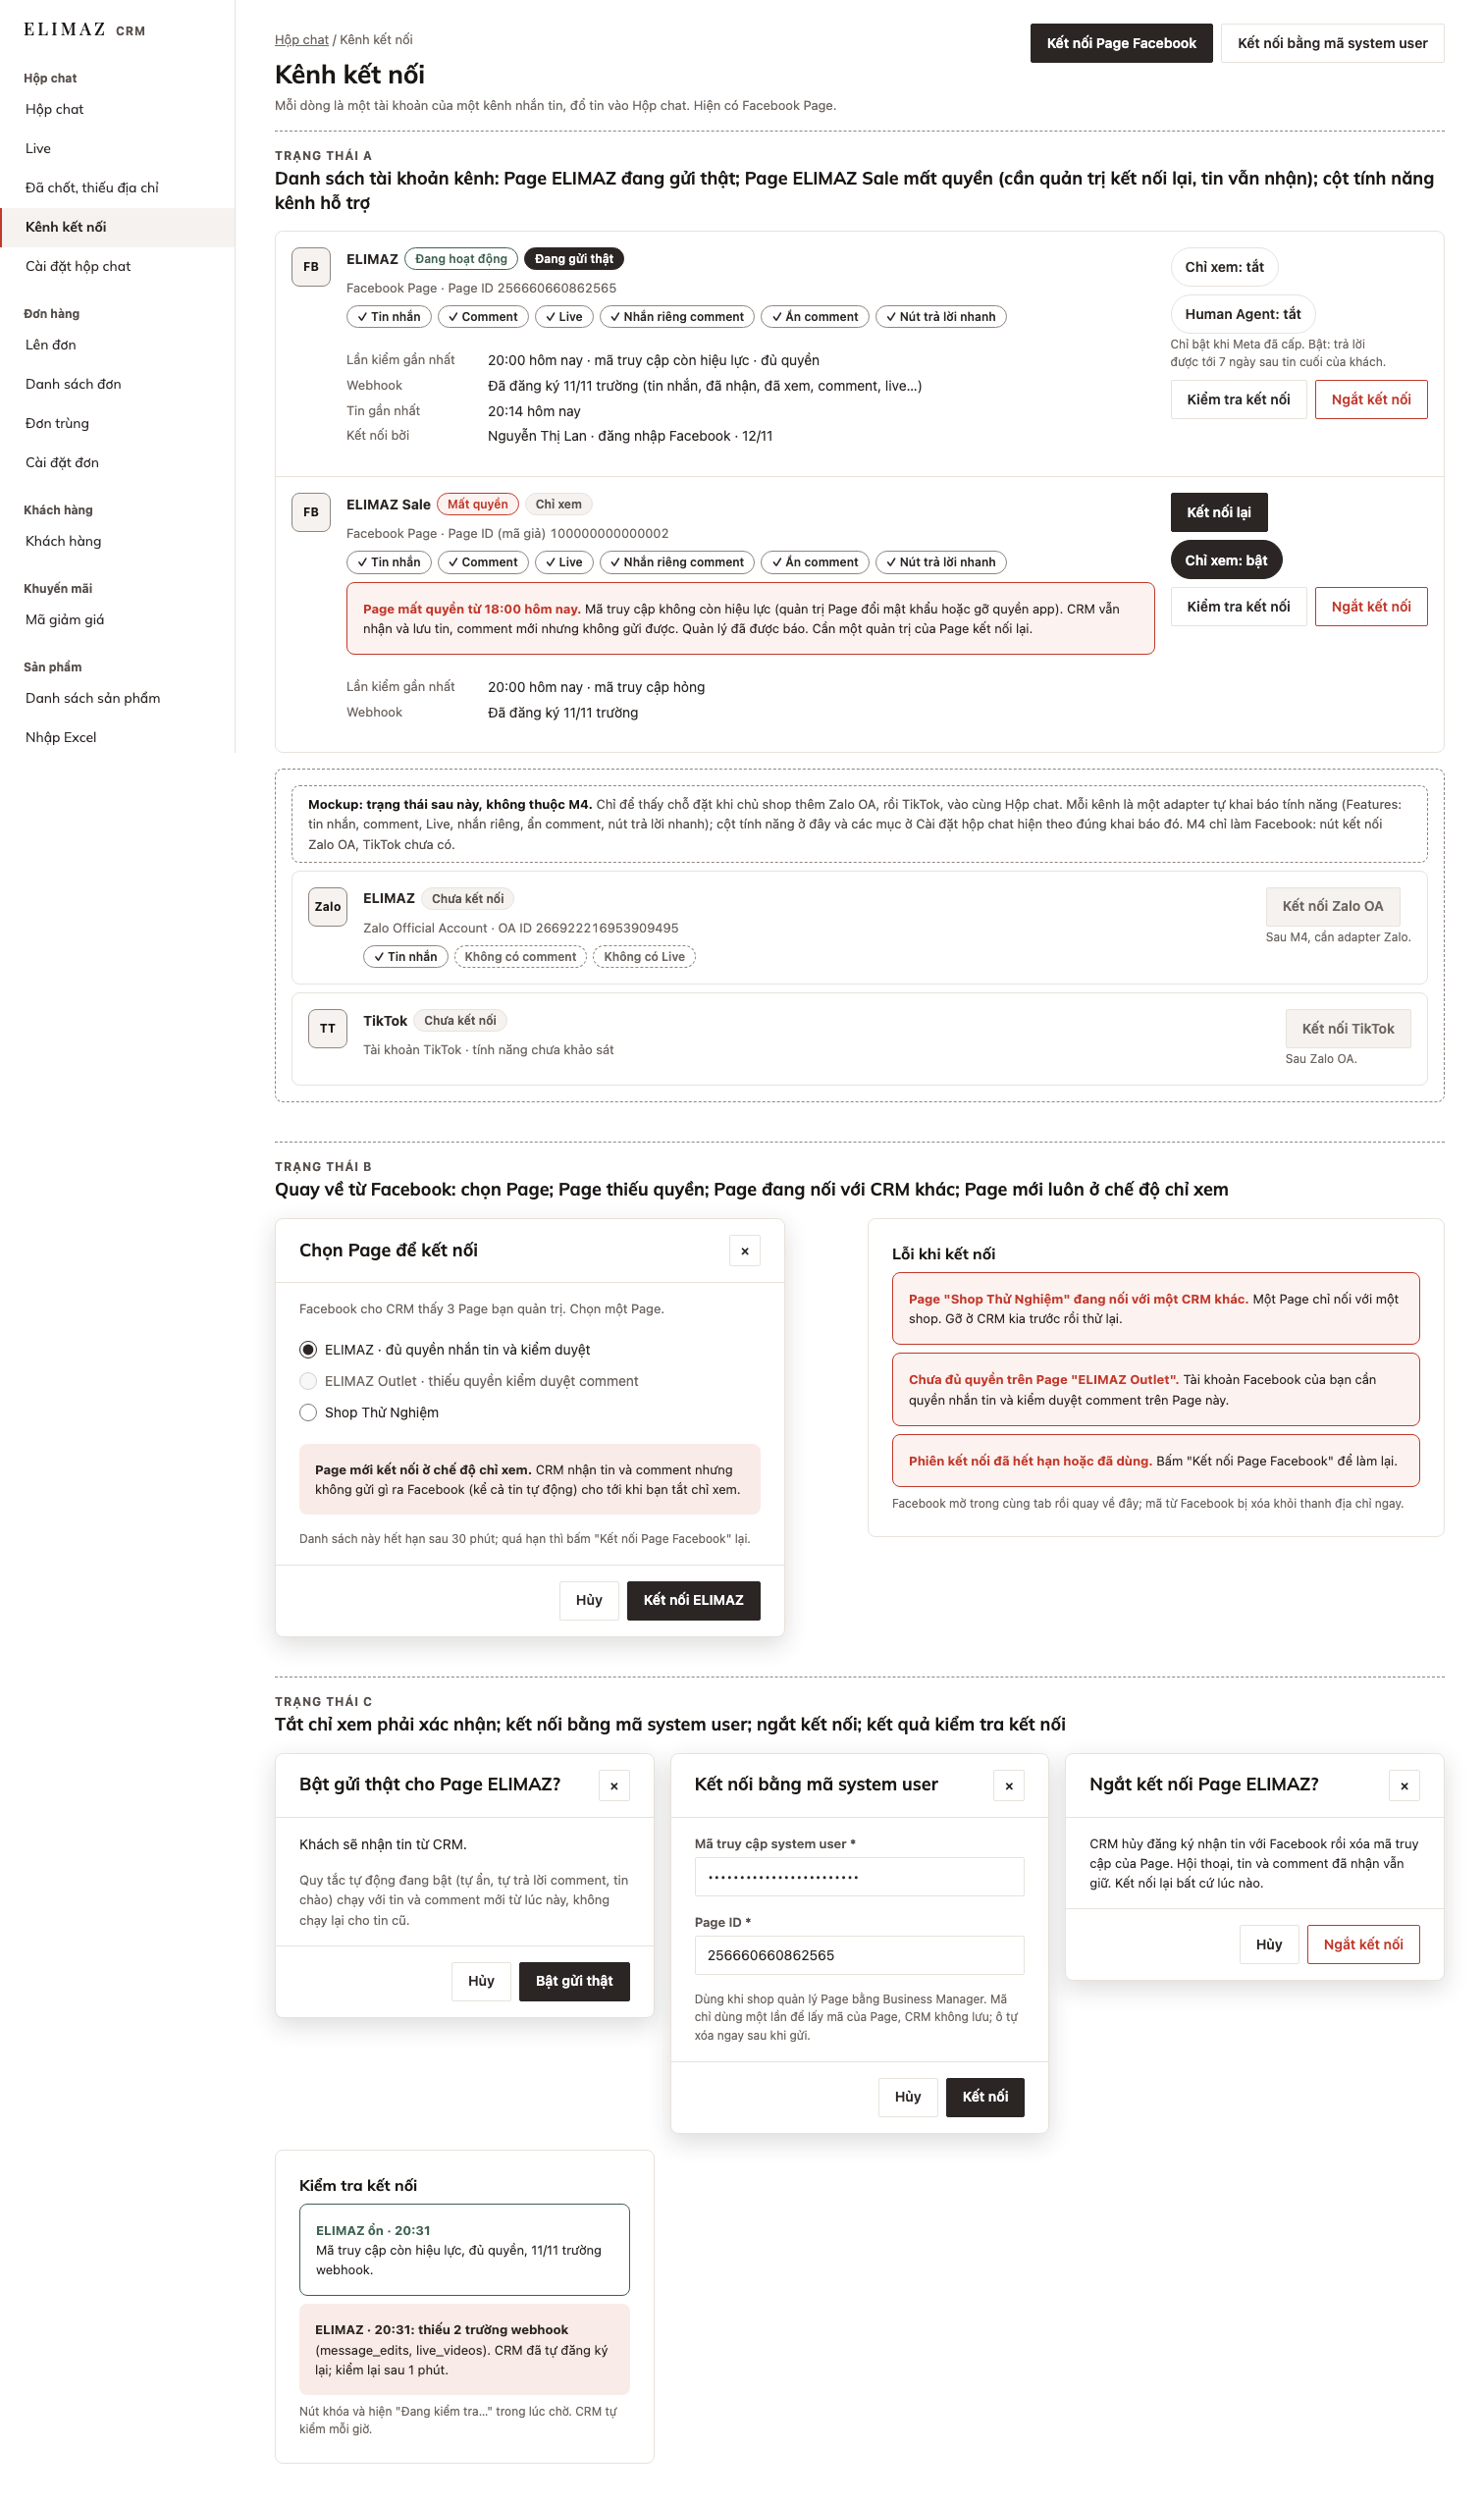 ELIMAZ CRM
Hộp chat
Hộp chat
Live
Đã chốt, thiếu địa chỉ
Kênh kết nối
Cài đặt hộp chat
Đơn hàng
Lên đơn
Danh sách đơn
Đơn trùng
Cài đặt đơn
Khách hàng
Khách hàng
Khuyến mãi
Mã giảm giá
Sản phẩm
Danh sách sản phẩm
Nhập Excel
Hộp chat / Kênh kết nối
Kênh kết nối
Mỗi dòng là một tài khoản của một kênh nhắn tin, đổ tin vào Hộp chat. Hiện có Facebook Page.
Kết nối Page Facebook
Kết nối bằng mã system user
TRẠNG THÁI A
Danh sách tài khoản kênh: Page ELIMAZ đang gửi thật; Page ELIMAZ Sale mất quyền (cần quản trị kết nối lại, tin vẫn nhận); cột tính năng
kênh hỗ trợ
FB
ELIMAZ Đang hoạt động Đang gửi thật
Facebook Page · Page ID 256660660862565
✓ Tin nhắn ✓ Comment ✓ Live ✓ Nhắn riêng comment ✓ Ẩn comment ✓ Nút trả lời nhanh
Lần kiểm gần nhất 20:00 hôm nay · mã truy cập còn hiệu lực · đủ quyền
Webhook Đã đăng ký 11/11 trường (tin nhắn, đã nhận, đã xem, comment, live…)
Tin gần nhất 20:14 hôm nay
Kết nối bởi Nguyễn Thị Lan · đăng nhập Facebook · 12/11
Chỉ xem: tắt
Human Agent: tắt
Chỉ bật khi Meta đã cấp. Bật: trả lời
được tới 7 ngày sau tin cuối của khách.
Kiểm tra kết nối Ngắt kết nối
FB
ELIMAZ Sale Mất quyền Chỉ xem
Facebook Page · Page ID (mã giả) 100000000000002
✓ Tin nhắn ✓ Comment ✓ Live ✓ Nhắn riêng comment ✓ Ẩn comment ✓ Nút trả lời nhanh
Page mất quyền từ 18:00 hôm nay. Mã truy cập không còn hiệu lực (quản trị Page đổi mật khẩu hoặc gỡ quyền app). CRM vẫn
nhận và lưu tin, comment mới nhưng không gửi được. Quản lý đã được báo. Cần một quản trị của Page kết nối lại.
Lần kiểm gần nhất 20:00 hôm nay · mã truy cập hỏng
Webhook Đã đăng ký 11/11 trường
Kết nối lại
Chỉ xem: bật
Kiểm tra kết nối Ngắt kết nối
Mockup: trạng thái sau này, không thuộc M4. Chỉ để thấy chỗ đặt khi chủ shop thêm Zalo OA, rồi TikTok, vào cùng Hộp chat. Mỗi kênh là một adapter tự khai báo tính năng (Features:
tin nhắn, comment, Live, nhắn riêng, ẩn comment, nút trả lời nhanh); cột tính năng ở đây và các mục ở Cài đặt hộp chat hiện theo đúng khai báo đó. M4 chỉ làm Facebook: nút kết nối
Zalo OA, TikTok chưa có.
Zalo
ELIMAZ Chưa kết nối
Zalo Official Account · OA ID 266922216953909495
✓ Tin nhắn Không có comment Không có Live
Kết nối Zalo OA
Sau M4, cần adapter Zalo.
TT
TikTok Chưa kết nối
Tài khoản TikTok · tính năng chưa khảo sát
Kết nối TikTok
Sau Zalo OA.
TRẠNG THÁI B
Quay về từ Facebook: chọn Page; Page thiếu quyền; Page đang nối với CRM khác; Page mới luôn ở chế độ chỉ xem
Chọn Page để kết nối ×
Facebook cho CRM thấy 3 Page bạn quản trị. Chọn một Page.
ELIMAZ · đủ quyền nhắn tin và kiểm duyệt
ELIMAZ Outlet · thiếu quyền kiểm duyệt comment
Shop Thử Nghiệm
Page mới kết nối ở chế độ chỉ xem. CRM nhận tin và comment nhưng
không gửi gì ra Facebook (kể cả tin tự động) cho tới khi bạn tắt chỉ xem.
Danh sách này hết hạn sau 30 phút; quá hạn thì bấm "Kết nối Page Facebook" lại.
Hủy Kết nối ELIMAZ
Lỗi khi kết nối
Page "Shop Thử Nghiệm" đang nối với một CRM khác. Một Page chỉ nối với một
shop. Gỡ ở CRM kia trước rồi thử lại.
Chưa đủ quyền trên Page "ELIMAZ Outlet". Tài khoản Facebook của bạn cần
quyền nhắn tin và kiểm duyệt comment trên Page này.
Phiên kết nối đã hết hạn hoặc đã dùng. Bấm "Kết nối Page Facebook" để làm lại.
Facebook mở trong cùng tab rồi quay về đây; mã từ Facebook bị xóa khỏi thanh địa chỉ ngay.
TRẠNG THÁI C
Tắt chỉ xem phải xác nhận; kết nối bằng mã system user; ngắt kết nối; kết quả kiểm tra kết nối
Bật gửi thật cho Page ELIMAZ? ×
Khách sẽ nhận tin từ CRM.
Quy tắc tự động đang bật (tự ẩn, tự trả lời comment, tin
chào) chạy với tin và comment mới từ lúc này, không
chạy lại cho tin cũ.
Hủy Bật gửi thật
Kết nối bằng mã system user ×
Mã truy cập system user *
••••••••••••••••••••••••
Page ID *
256660660862565
Dùng khi shop quản lý Page bằng Business Manager. Mã
chỉ dùng một lần để lấy mã của Page, CRM không lưu; ô tự
xóa ngay sau khi gửi.
Hủy Kết nối
Ngắt kết nối Page ELIMAZ? ×
CRM hủy đăng ký nhận tin với Facebook rồi xóa mã truy
cập của Page. Hội thoại, tin và comment đã nhận vẫn
giữ. Kết nối lại bất cứ lúc nào.
Hủy Ngắt kết nối
Kiểm tra kết nối
ELIMAZ ổn · 20:31
Mã truy cập còn hiệu lực, đủ quyền, 11/11 trường
webhook.
ELIMAZ · 20:31: thiếu 2 trường webhook
(message_edits, live_videos). CRM đã tự đăng ký
lại; kiểm lại sau 1 phút.
Nút khóa và hiện "Đang kiểm tra…" trong lúc chờ. CRM tự
kiểm mỗi giờ.